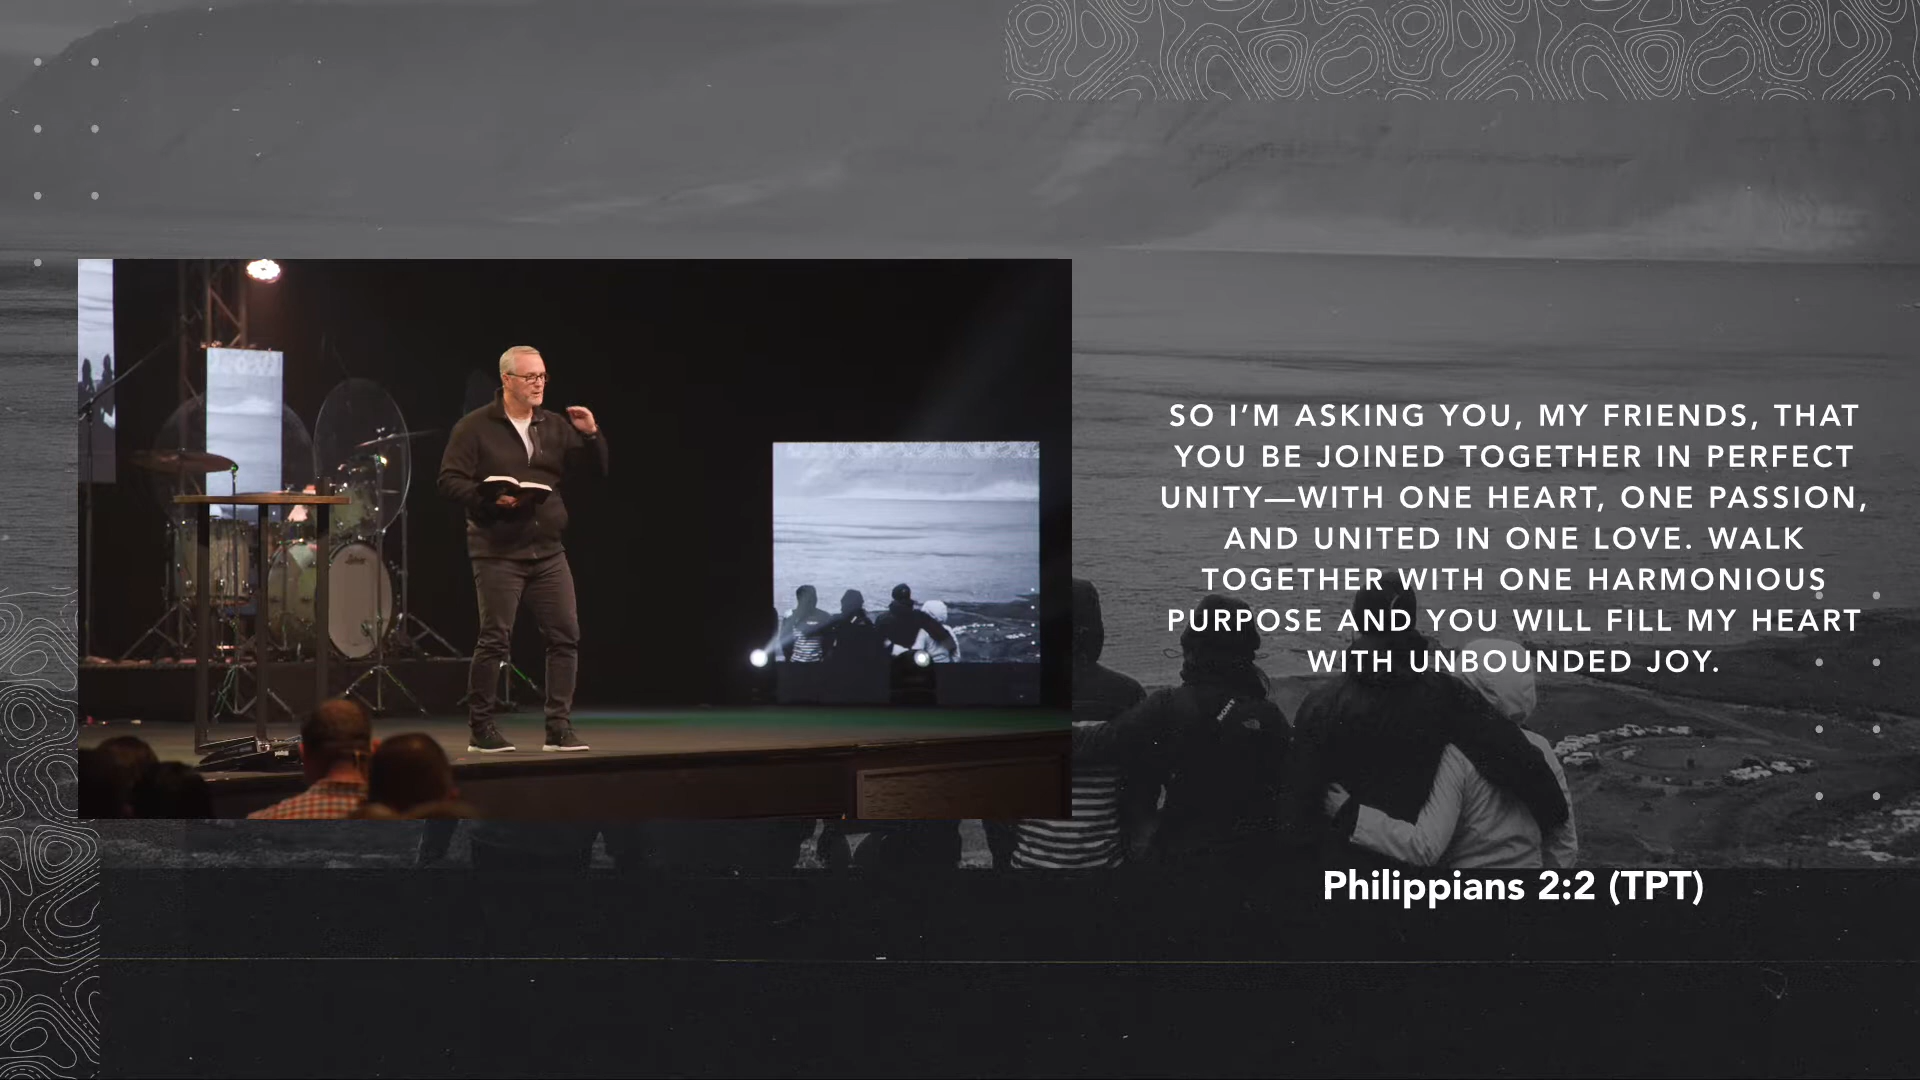 SO I’M ASKING YOU, MY FRIENDS, THAT
YOU BE JOINED TOGETHER IN PERFECT
UNITY—WITH ONE HEART, ONE PASSION,
AND UNITED IN ONE LOVE. WALK
TOGETHER WITH ONE HARMONIOUS
PURPOSE AND YOU WILL FILL MY HEART
WITH UNBOUNDED JOY.
SONY
Philippians 2:2 (TPT)